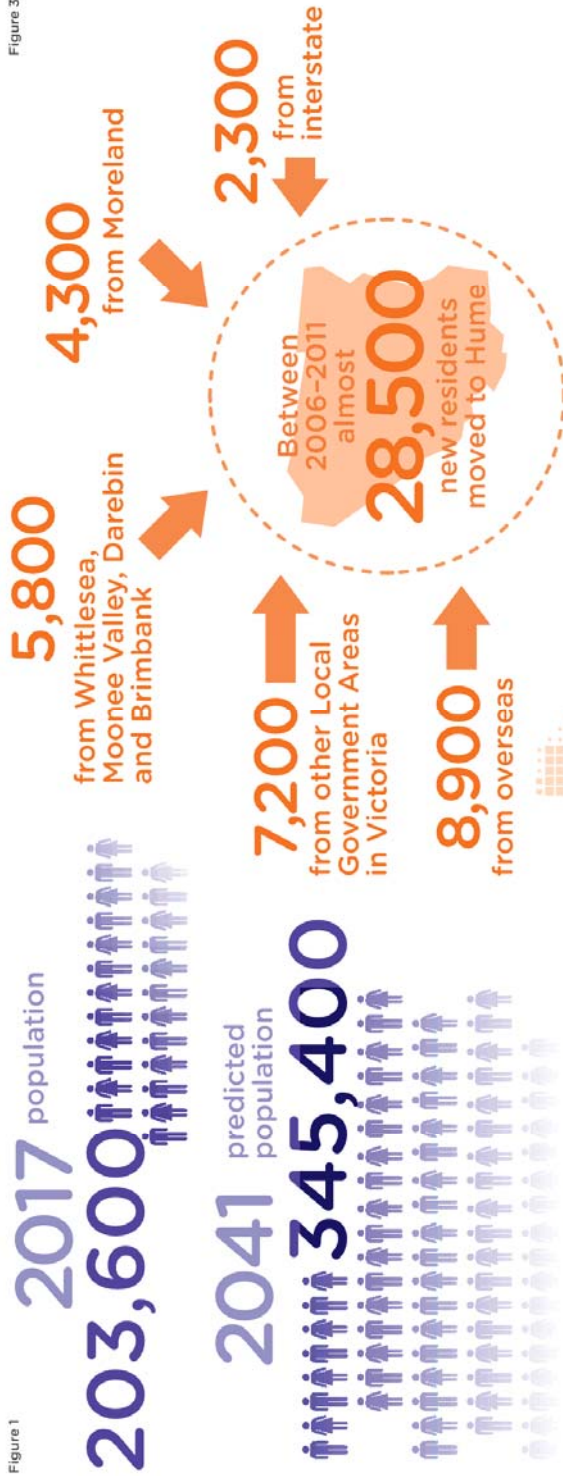 Figure 1
2017 population
203,600
2041 predicted
population
345,400
Figure 3
5,800
from Whittlesea,
Moonee Valley, Darebin
and Brimbank
4,300
from Moreland
2,300
from
interstate
7,200
from other Local
Government Areas
in Victoria
8,900
from overseas
Between
2006-2011
almost
28,500
new residents
moved to Hume